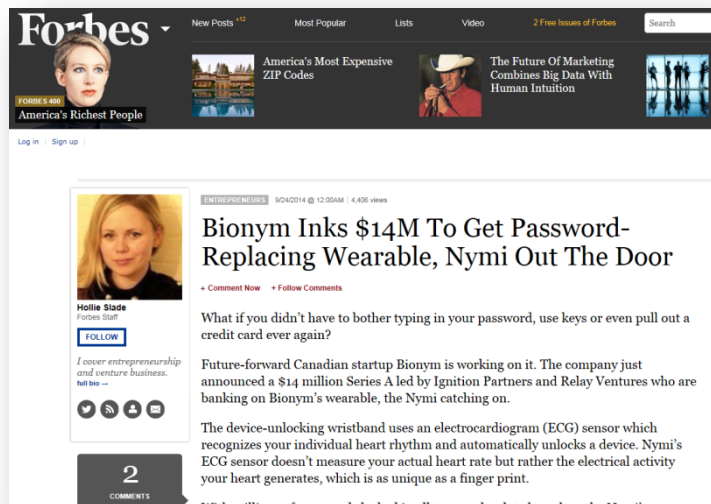 Forbes
New Posts +12
Most Popular
Lists
Video
2 Free Issues of Forbes
Search
FORBES 400
America's Richest People
America's Most Expensive
ZIP Codes
The Future Of Marketing
Combines Big Data With
Human Intuition
Log in | Sign up |
Hollie Slade
Forbes Staff
FOLLOW
I cover entrepreneurship
and venture business.
full bio →
2
COMMENTS
ENTREPRENEURS 9/24/2014 @ 12:00AM | 4,406 views
Bionym Inks $14M To Get Password-
Replacing Wearable, Nymi Out The Door
+ Comment Now + Follow Comments
What if you didn't have to bother typing in your password, use keys or even pull out a
credit card ever again?
Future-forward Canadian startup Bionym is working on it. The company just
announced a $14 million Series A led by Ignition Partners and Relay Ventures who are
banking on Bionym's wearable, the Nymi catching on.
The device-unlocking wristband uses an electrocardiogram (ECG) sensor which
recognizes your individual heart rhythm and automatically unlocks a device. Nymi's
ECG sensor doesn't measure your actual heart rate but rather the electrical activity
your heart generates, which is as unique as a finger print.